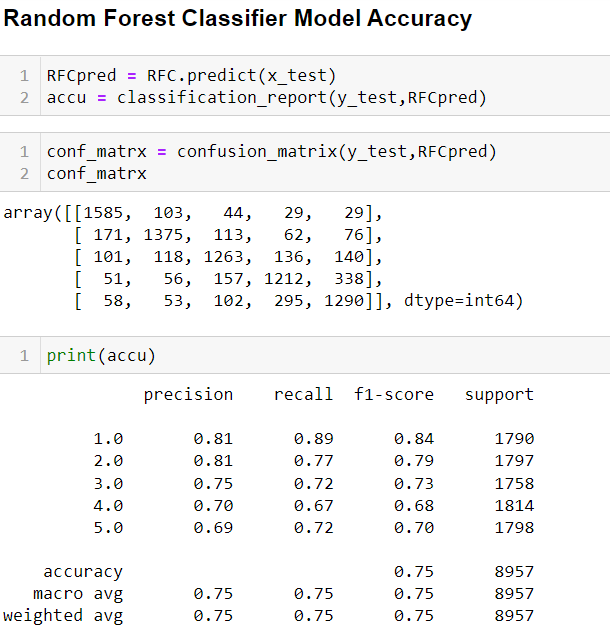 Random Forest Classifier Model Accuracy
1 RFCpred = RFC.predict(x_test)
2 accu = classification_report(y_test,RFCpred)
1 conf_matrx = confusion_matrix(y_test,RFCpred)
2 conf_matrx
array([[1585, 103, 44, 29, 29],
[ 171, 1375, 113, 62, 76],
[ 101, 118, 1263, 136, 140],
[ 51, 56, 157, 1212, 338],
[ 58, 53, 102, 295, 1290]], dtype=int64)
1 print(accu)
precision recall f1-score support
1.0 0.81 0.89 0.84 1790
2.0 0.81 0.77 0.79 1797
3.0 0.75 0.72 0.73 1758
4.0 0.70 0.67 0.68 1814
5.0 0.69 0.72 0.70 1798
accuracy 0.75 8957
macro avg 0.75 0.75 0.75 8957
weighted avg 0.75 0.75 0.75 8957